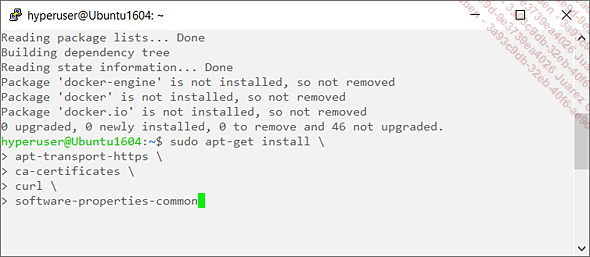 hyperuser@Ubuntu1604: ~
Reading package lists... Done
Building dependency tree
Reading state information... Done
Package 'docker-engine' is not installed, so not removed
Package 'docker' is not installed, so not removed
Package 'docker.io' is not installed, so not removed
0 upgraded, 0 newly installed, 0 to remove and 46 not upgraded.
hyperuser@Ubuntu1604:~$ sudo apt-get install \
> apt-transport-https \
> ca-certificates \
> curl \
> software-properties-common